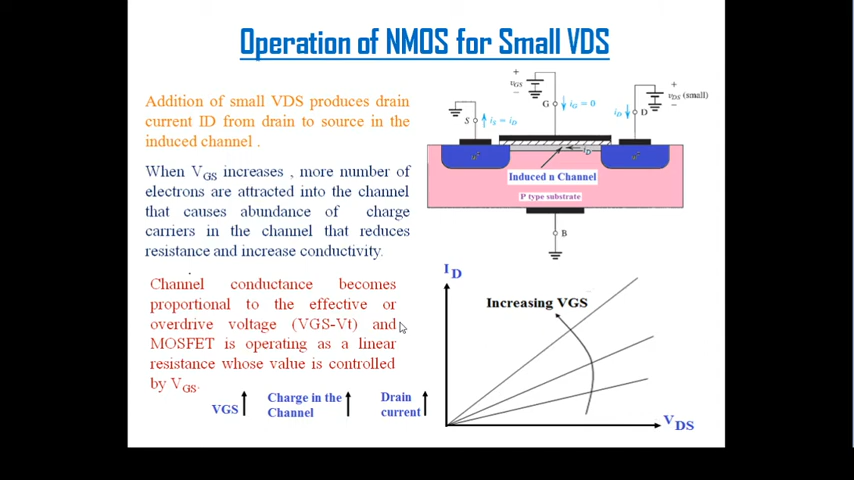 Operation of NMOS for Small VDS
Addition of small VDS produces drain
current ID from drain to source in the
induced channel .
When VGS increases , more number of
electrons are attracted into the channel
that causes abundance of charge
carriers in the channel that reduces
resistance and increase conductivity.
Channel conductance becomes
proportional to the effective or
overdrive voltage (VGS-Vt) and
MOSFET is operating as a linear
resistance whose value is controlled
by VGS.
VGS
Charge in the
Channel
Drain
current
+
vGS
−
G
iG = 0
S
iS = iD
iD
D
+
vDS (small)
−
iD
Induced n Channel
P type substrate
B
ID
Increasing VGS
VDS